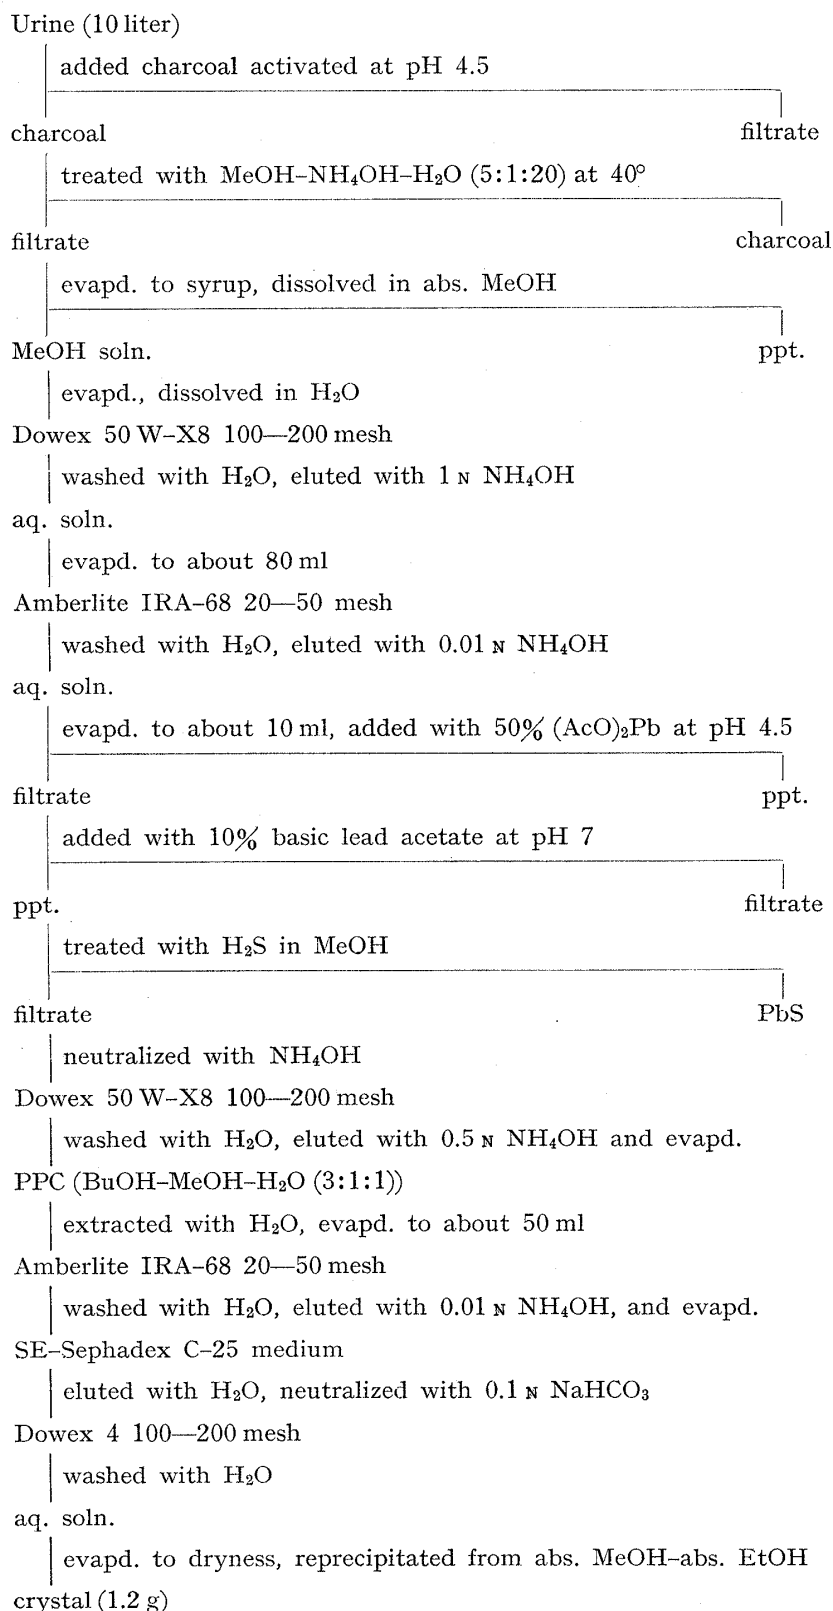 Urine (10 liter)
added charcoal activated at pH 4.5
charcoal filtrate
treated with MeOH–NH₄OH–H₂O (5:1:20) at 40°
filtrate charcoal
evapd. to syrup, dissolved in abs. MeOH
MeOH soln. ppt.
evapd., dissolved in H₂O
Dowex 50 W–X8 100—200 mesh
washed with H₂O, eluted with 1 N NH₄OH
aq. soln.
evapd. to about 80 ml
Amberlite IRA–68 20—50 mesh
washed with H₂O, eluted with 0.01 N NH₄OH
aq. soln.
evapd. to about 10 ml, added with 50% (AcO)₂Pb at pH 4.5
filtrate ppt.
added with 10% basic lead acetate at pH 7
ppt. filtrate
treated with H₂S in MeOH
filtrate PbS
neutralized with NH₄OH
Dowex 50 W–X8 100—200 mesh
washed with H₂O, eluted with 0.5 N NH₄OH and evapd.
PPC (BuOH–MeOH–H₂O (3:1:1))
extracted with H₂O, evapd. to about 50 ml
Amberlite IRA–68 20—50 mesh
washed with H₂O, eluted with 0.01 N NH₄OH, and evapd.
SE–Sephadex C–25 medium
eluted with H₂O, neutralized with 0.1 N NaHCO₃
Dowex 4 100—200 mesh
washed with H₂O
aq. soln.
evapd. to dryness, reprecipitated from abs. MeOH–abs. EtOH
crystal (1.2 g)